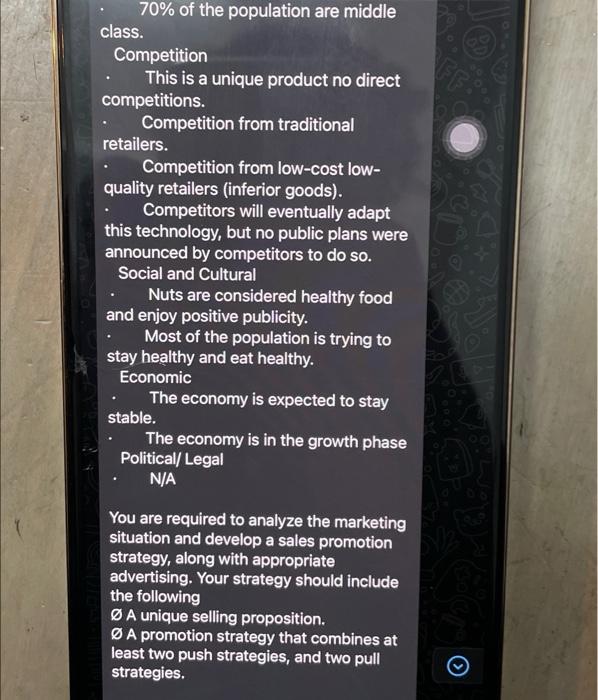 · 70% of the population are middle
class.
Competition
· This is a unique product no direct
competitions.
· Competition from traditional
retailers.
· Competition from low-cost low-
quality retailers (inferior goods).
· Competitors will eventually adapt
this technology, but no public plans were
announced by competitors to do so.
Social and Cultural
· Nuts are considered healthy food
and enjoy positive publicity.
· Most of the population is trying to
stay healthy and eat healthy.
Economic
· The economy is expected to stay
stable.
· The economy is in the growth phase
Political/ Legal
· N/A
You are required to analyze the marketing
situation and develop a sales promotion
strategy, along with appropriate
advertising. Your strategy should include
the following
Ø A unique selling proposition.
Ø A promotion strategy that combines at
least two push strategies, and two pull
strategies.